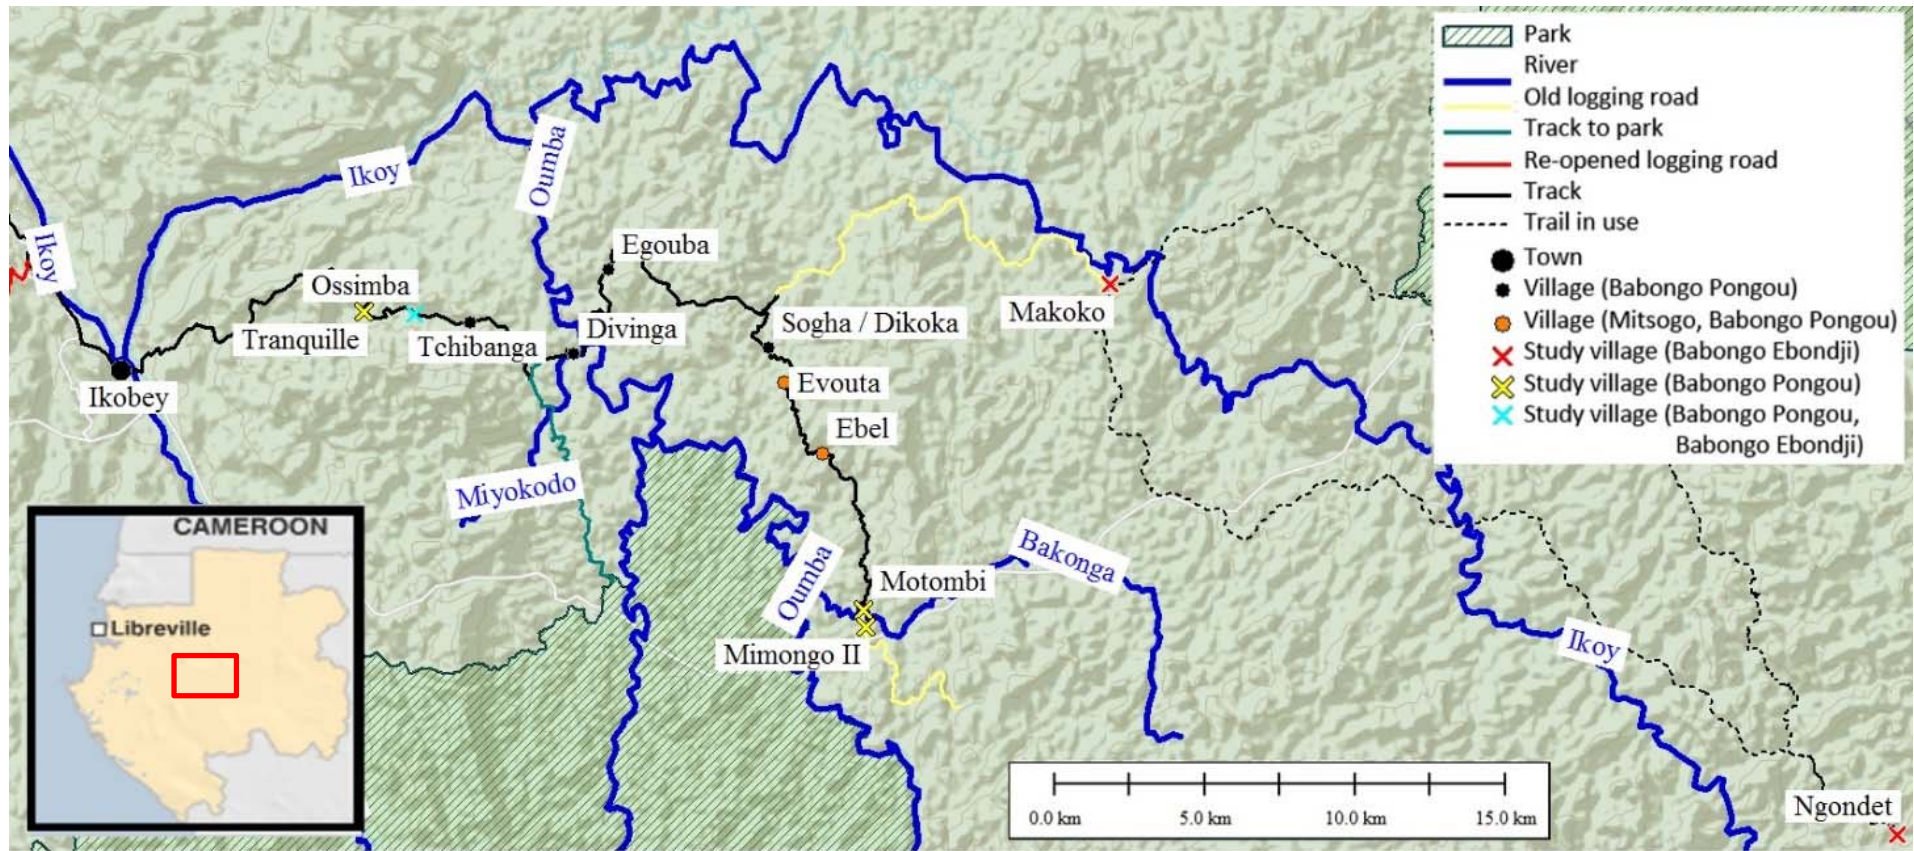 Park
River
Old logging road
Track to park
Re-opened logging road
Track
Trail in use
Town
Village (Babongo Pongou)
Village (Mitsogo, Babongo Pongou)
Study village (Babongo Ebondji)
Study village (Babongo Pongou)
Study village (Babongo Pongou,
Babongo Ebondji)
Oumba
Ikoy
Ikoy
Egouba
Ossimba
Makoko
Sogha / Dikoka
Divinga
Tranquille
Tchibanga
Ikobey
Evouta
Ebel
Miyokodo
Bakonga
Oumba
Motombi
Mimongo II
Ikoy
Ngondet
CAMEROON
Libreville
0.0 km 5.0 km 10.0 km 15.0 km